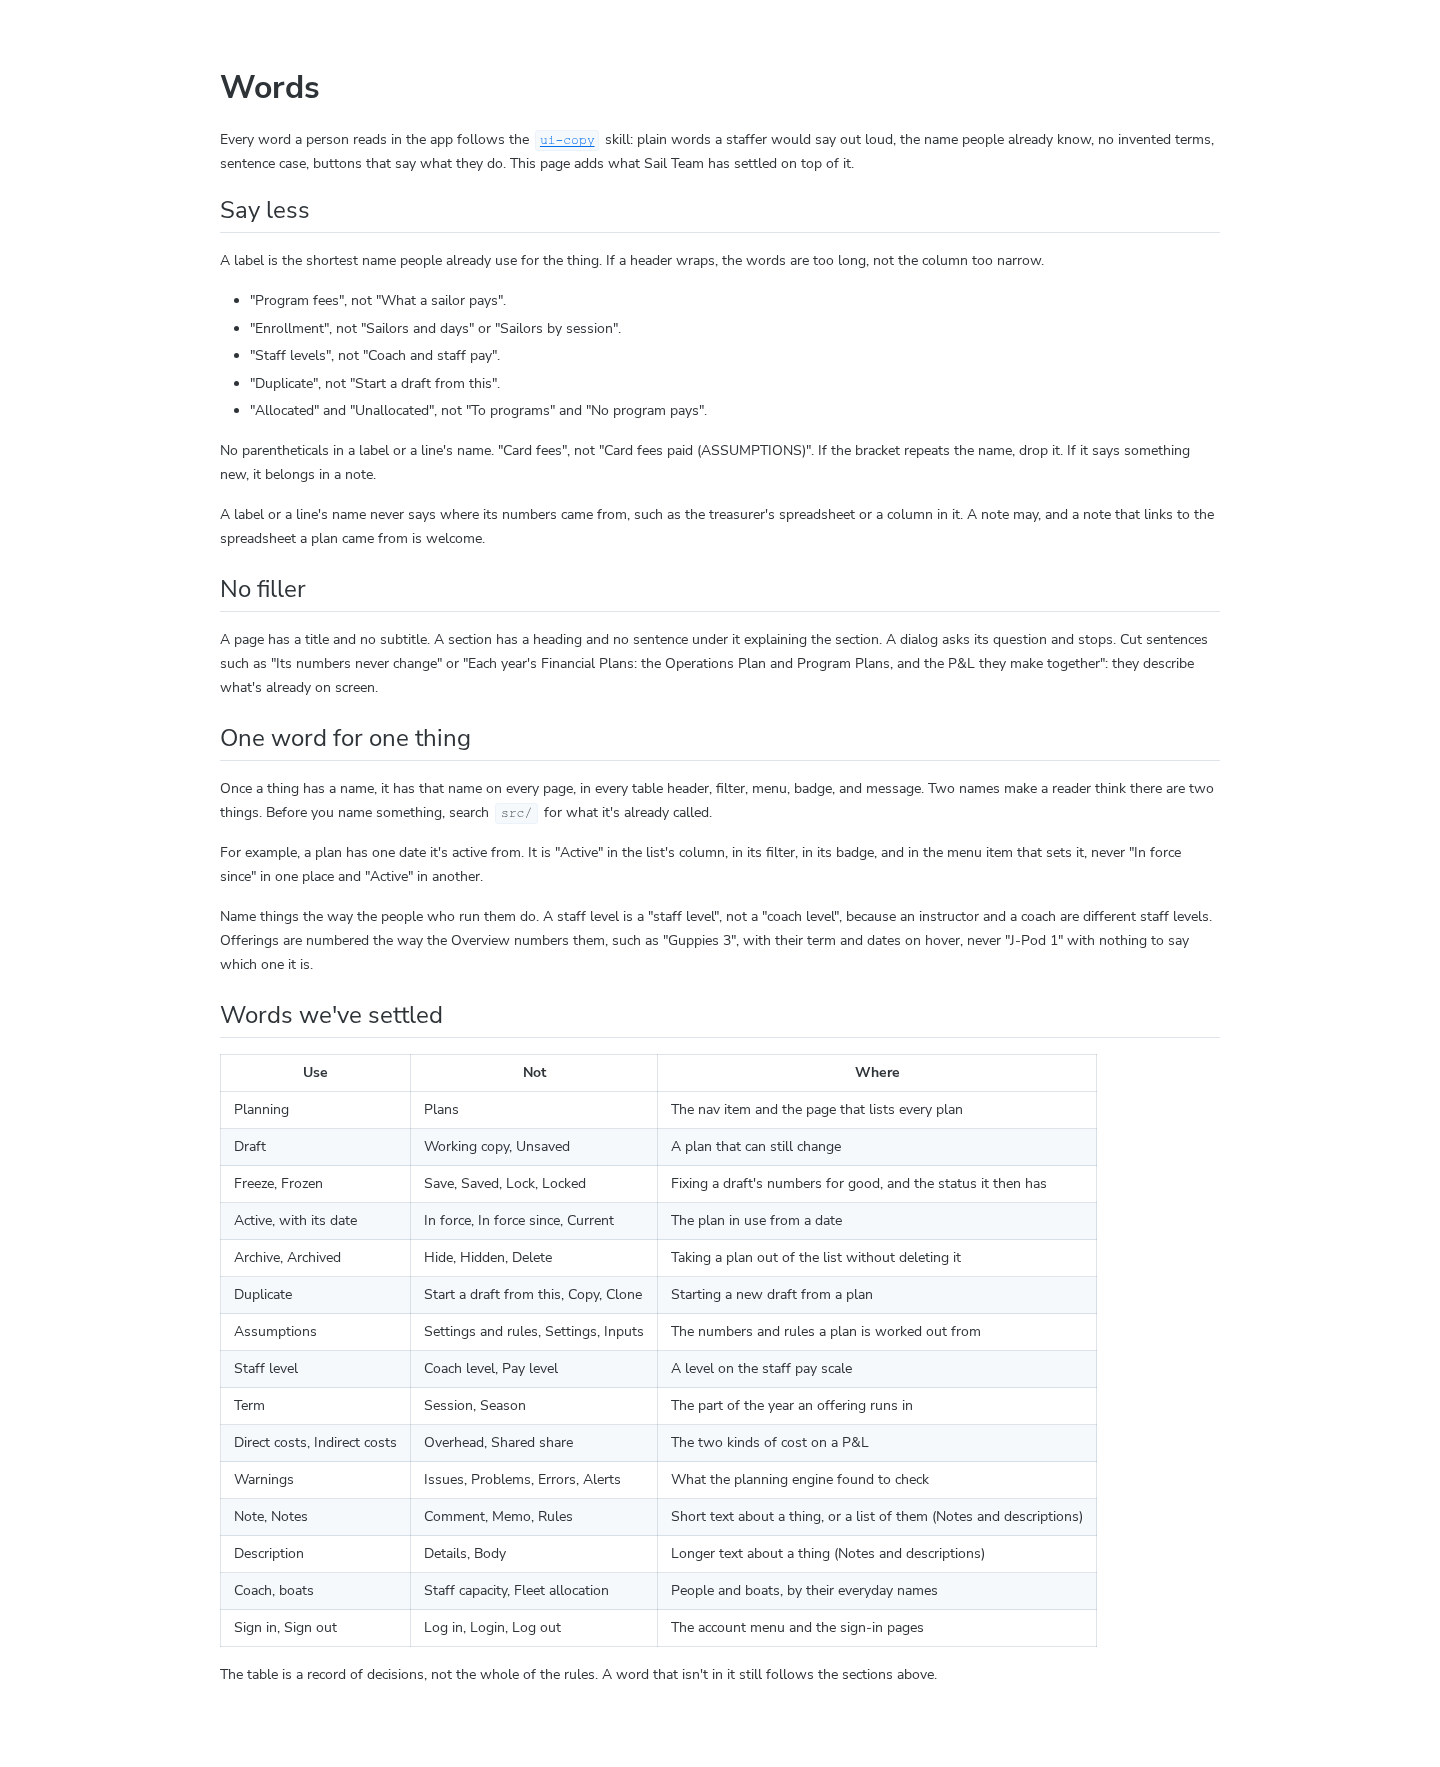 Words
Every word a person reads in the app follows the ui-copy skill: plain words a staffer would say out loud, the name people already know, no invented terms,
sentence case, buttons that say what they do. This page adds what Sail Team has settled on top of it.
Say less
A label is the shortest name people already use for the thing. If a header wraps, the words are too long, not the column too narrow.
• "Program fees", not "What a sailor pays".
• "Enrollment", not "Sailors and days" or "Sailors by session".
• "Staff levels", not "Coach and staff pay".
• "Duplicate", not "Start a draft from this".
• "Allocated" and "Unallocated", not "To programs" and "No program pays".
No parentheticals in a label or a line's name. "Card fees", not "Card fees paid (ASSUMPTIONS)". If the bracket repeats the name, drop it. If it says something
new, it belongs in a note.
A label or a line's name never says where its numbers came from, such as the treasurer's spreadsheet or a column in it. A note may, and a note that links to the
spreadsheet a plan came from is welcome.
No filler
A page has a title and no subtitle. A section has a heading and no sentence under it explaining the section. A dialog asks its question and stops. Cut sentences
such as "Its numbers never change" or "Each year's Financial Plans: the Operations Plan and Program Plans, and the P&L they make together": they describe
what's already on screen.
One word for one thing
Once a thing has a name, it has that name on every page, in every table header, filter, menu, badge, and message. Two names make a reader think there are two
things. Before you name something, search src/ for what it's already called.
For example, a plan has one date it's active from. It is "Active" in the list's column, in its filter, in its badge, and in the menu item that sets it, never "In force
since" in one place and "Active" in another.
Name things the way the people who run them do. A staff level is a "staff level", not a "coach level", because an instructor and a coach are different staff levels.
Offerings are numbered the way the Overview numbers them, such as "Guppies 3", with their term and dates on hover, never "J-Pod 1" with nothing to say
which one it is.
Words we've settled
Use Not Where
Planning Plans The nav item and the page that lists every plan
Draft Working copy, Unsaved A plan that can still change
Freeze, Frozen Save, Saved, Lock, Locked Fixing a draft's numbers for good, and the status it then has
Active, with its date In force, In force since, Current The plan in use from a date
Archive, Archived Hide, Hidden, Delete Taking a plan out of the list without deleting it
Duplicate Start a draft from this, Copy, Clone Starting a new draft from a plan
Assumptions Settings and rules, Settings, Inputs The numbers and rules a plan is worked out from
Staff level Coach level, Pay level A level on the staff pay scale
Term Session, Season The part of the year an offering runs in
Direct costs, Indirect costs Overhead, Shared share The two kinds of cost on a P&L
Warnings Issues, Problems, Errors, Alerts What the planning engine found to check
Note, Notes Comment, Memo, Rules Short text about a thing, or a list of them (Notes and descriptions)
Description Details, Body Longer text about a thing (Notes and descriptions)
Coach, boats Staff capacity, Fleet allocation People and boats, by their everyday names
Sign in, Sign out Log in, Login, Log out The account menu and the sign-in pages
The table is a record of decisions, not the whole of the rules. A word that isn't in it still follows the sections above.